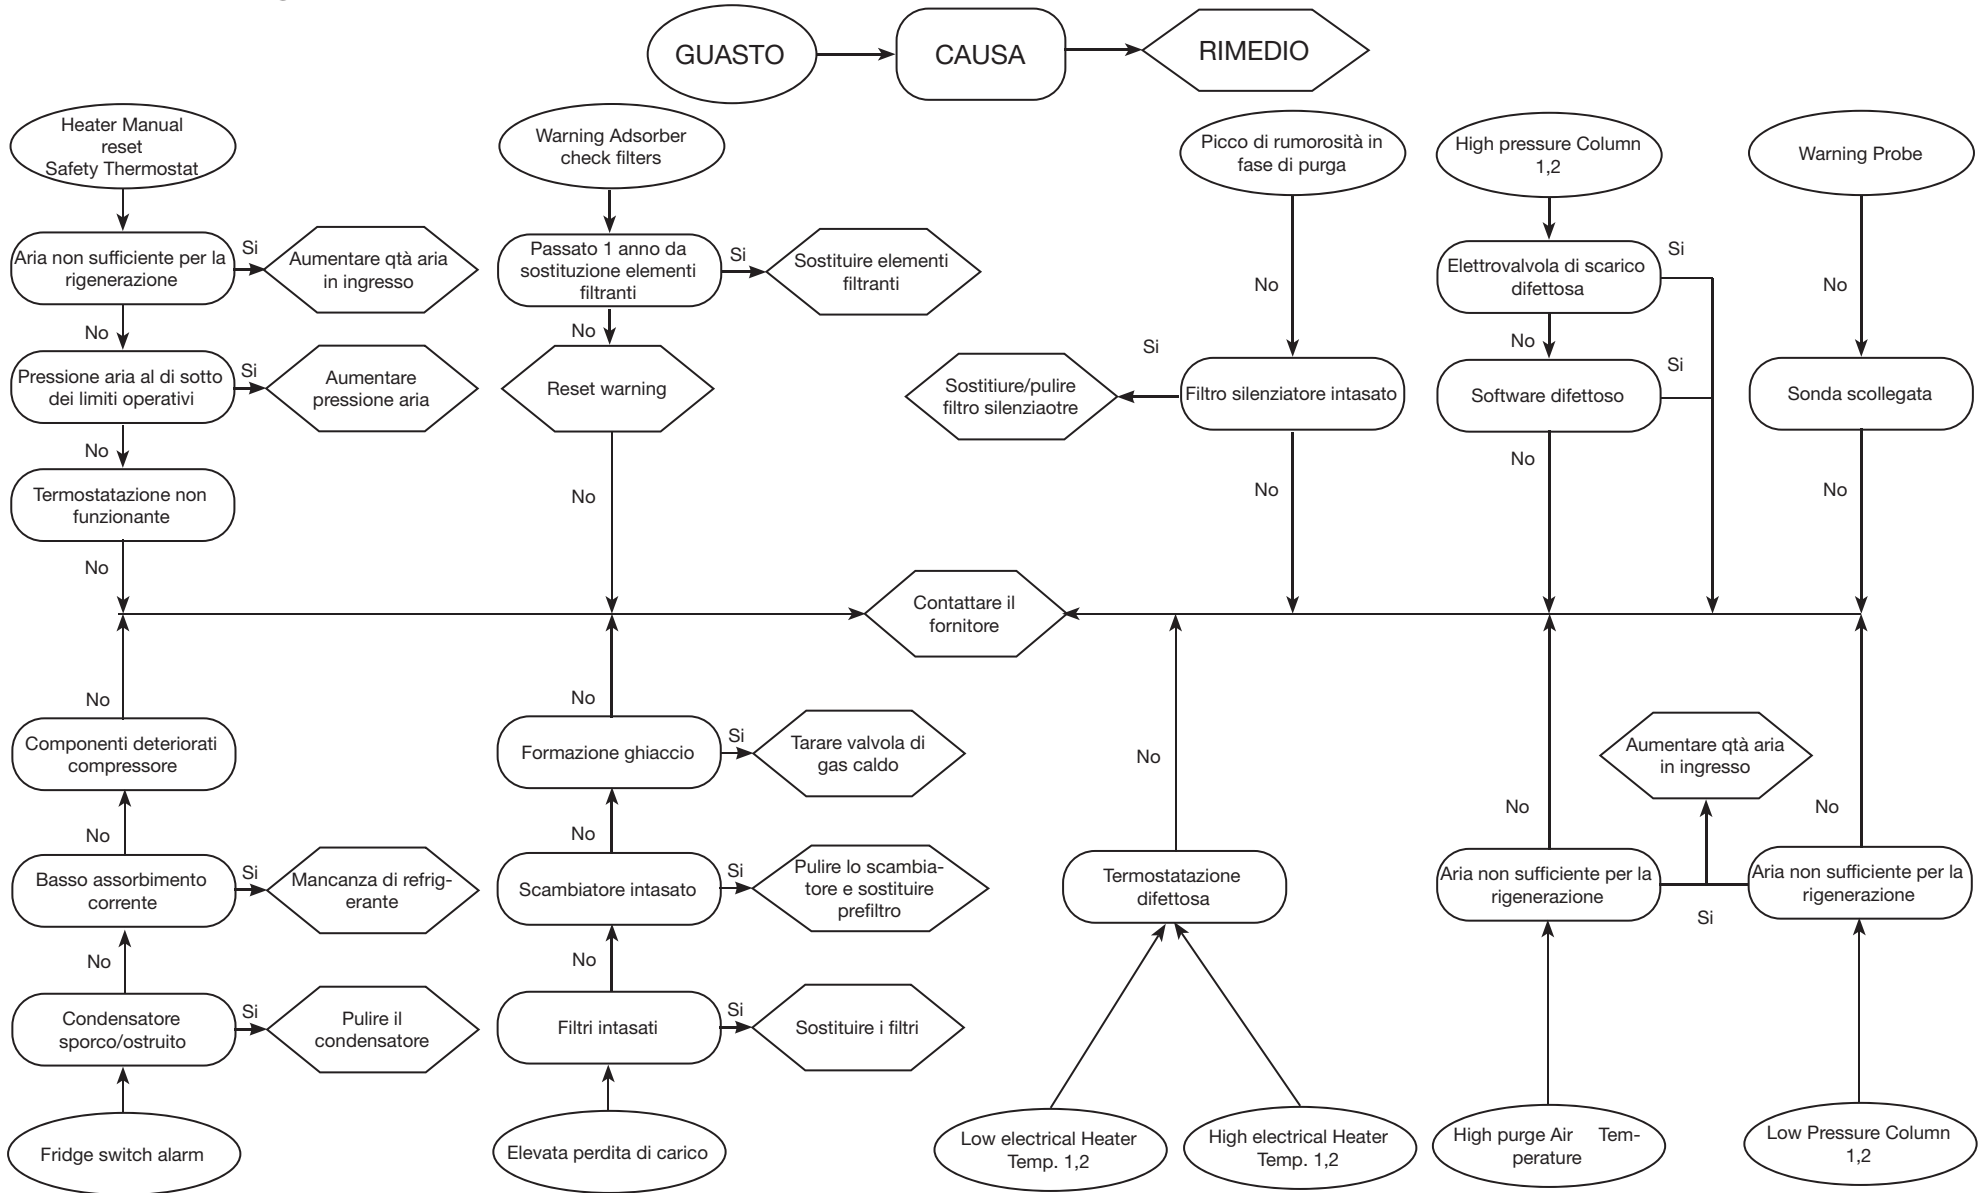 GUASTO
CAUSA
RIMEDIO
Heater Manual
reset
Safety Thermostat
Aria non sufficiente per la
rigenerazione
Si
Aumentare qtà aria
in ingresso
No
Pressione aria al di sotto
dei limiti operativi
Si
Aumentare
pressione aria
No
Termostatazione non
funzionante
No
Warning Adsorber
check filters
Passato 1 anno da
sostituzione elementi
filtranti
Si
Sostituire elementi
filtranti
No
Reset warning
No
Picco di rumorosità in
fase di purga
No
Filtro silenziatore intasato
Si
Sostitiure/pulire
filtro silenziaotre
No
High pressure Column
1,2
Elettrovalvola di scarico
difettosa
Si
No
Software difettoso
Si
No
Warning Probe
No
Sonda scollegata
No
Contattare il
fornitore
No
Componenti deteriorati
compressore
No
Basso assorbimento
corrente
Si
Mancanza di refrig-
erante
No
Condensatore
sporco/ostruito
Si
Pulire il
condensatore
Fridge switch alarm
No
Formazione ghiaccio
Si
Tarare valvola di
gas caldo
No
Scambiatore intasato
Si
Pulire lo scambia-
tore e sostituire
prefiltro
No
Filtri intasati
Si
Sostituire i filtri
Elevata perdita di carico
No
Termostatazione
difettosa
Low electrical Heater
Temp. 1,2
High electrical Heater
Temp. 1,2
No
Aria non sufficiente per la
rigenerazione
High purge Air Tem-
perature
Aumentare qtà aria
in ingresso
Si
No
Aria non sufficiente per la
rigenerazione
Low Pressure Column
1,2